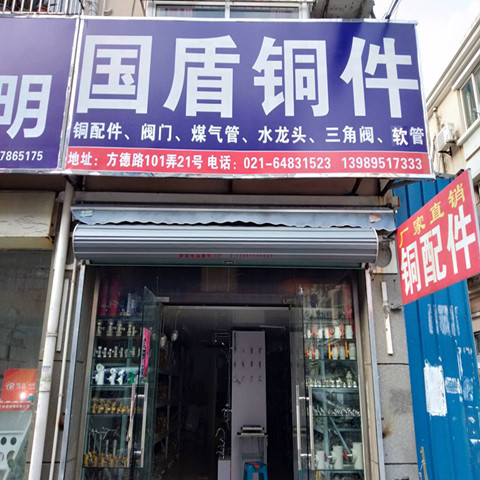 国盾铜件
铜配件、阀门、煤气管、水龙头、三角阀、软管
地址：方德路101弄21号 电话：021-64831523 13989517333
明
7865175
厂家直销
铜配件